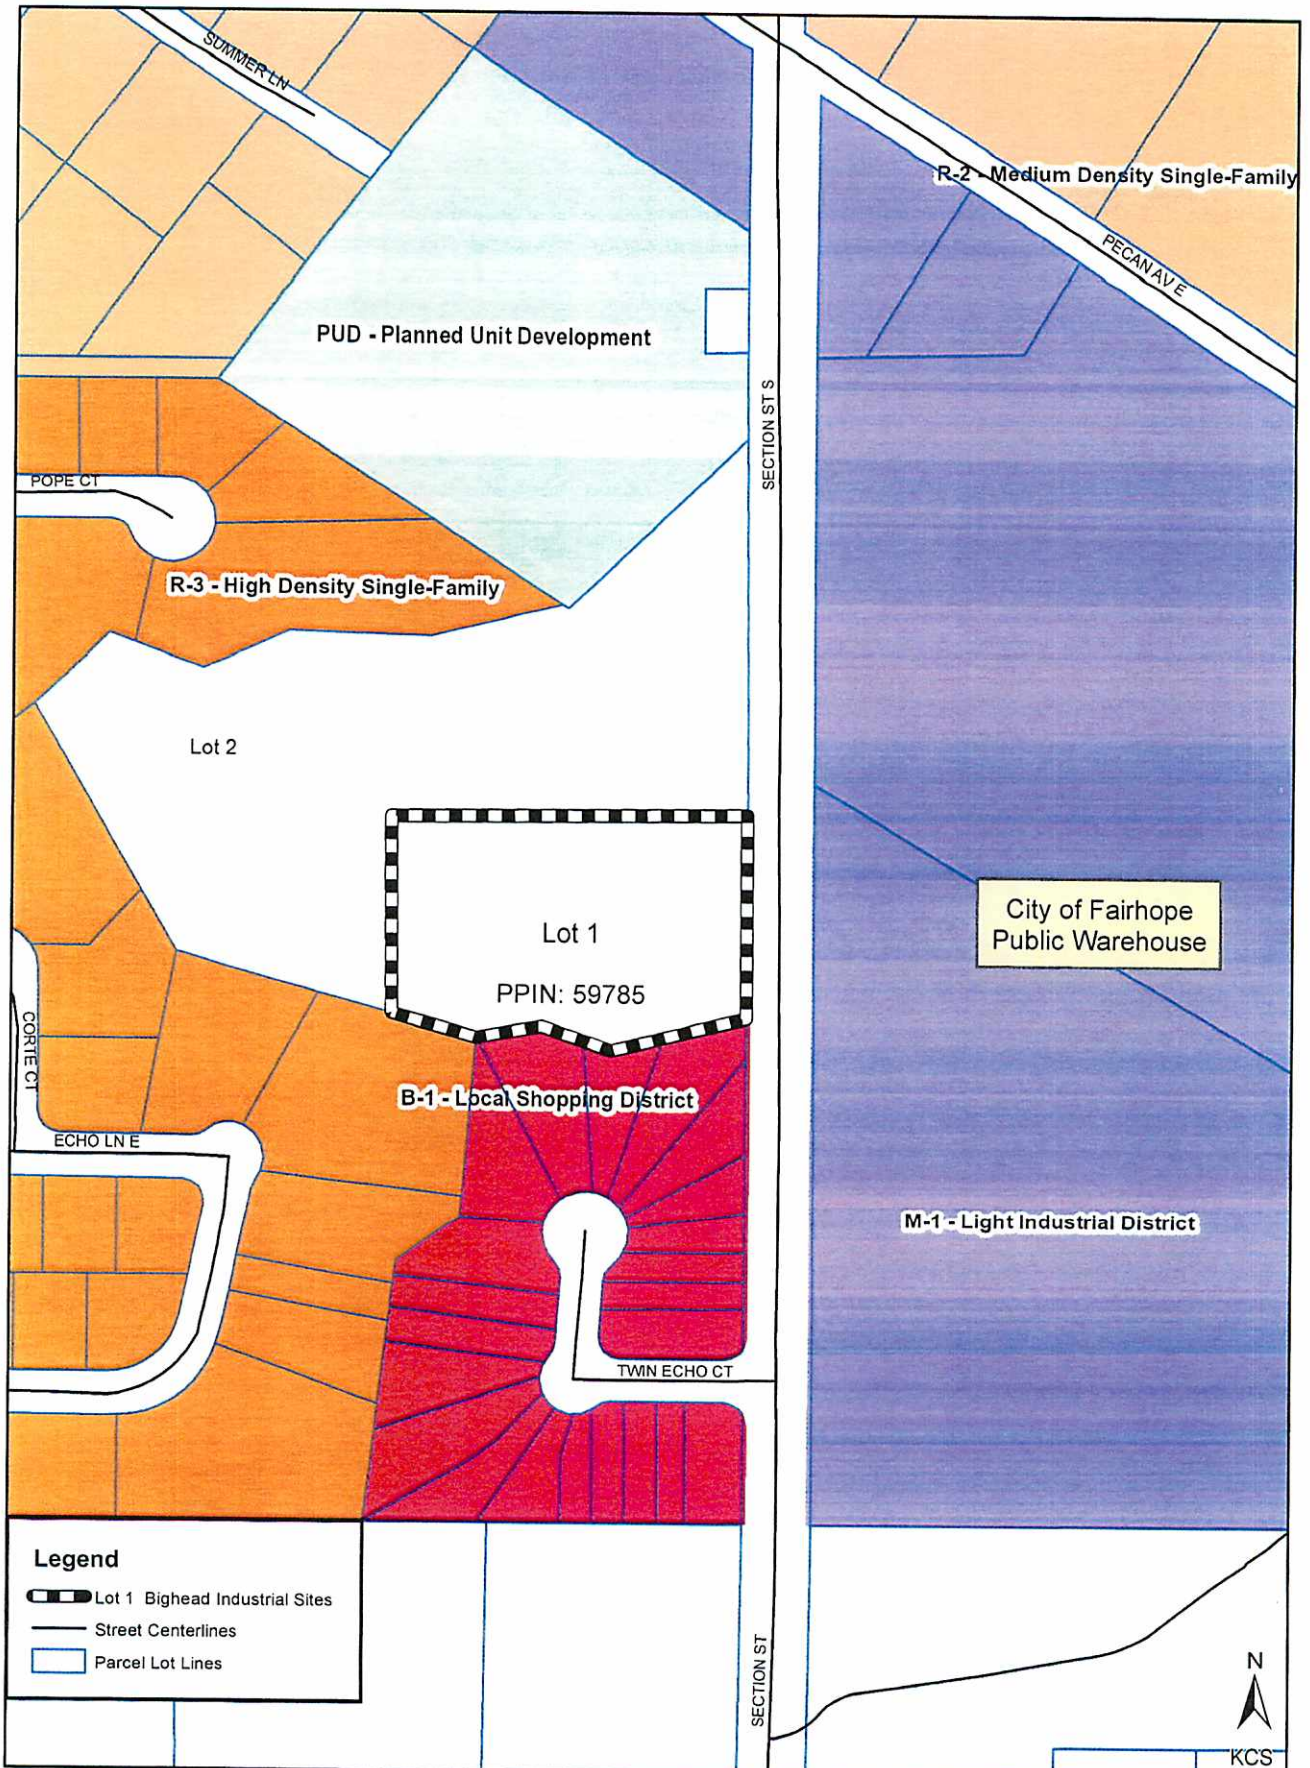 SUMMER LN
R-2 - Medium Density Single-Family
PECAN AV E
PUD - Planned Unit Development
SECTION ST S
POPE CT
R-3 - High Density Single-Family
Lot 2
City of Fairhope
Public Warehouse
Lot 1
PPIN: 59785
CORTE CT
B-1 - Local Shopping District
ECHO LN E
M-1 - Light Industrial District
TWIN ECHO CT
Legend
Lot 1 Bighead Industrial Sites
Street Centerlines
Parcel Lot Lines
SECTION ST
N
KCS